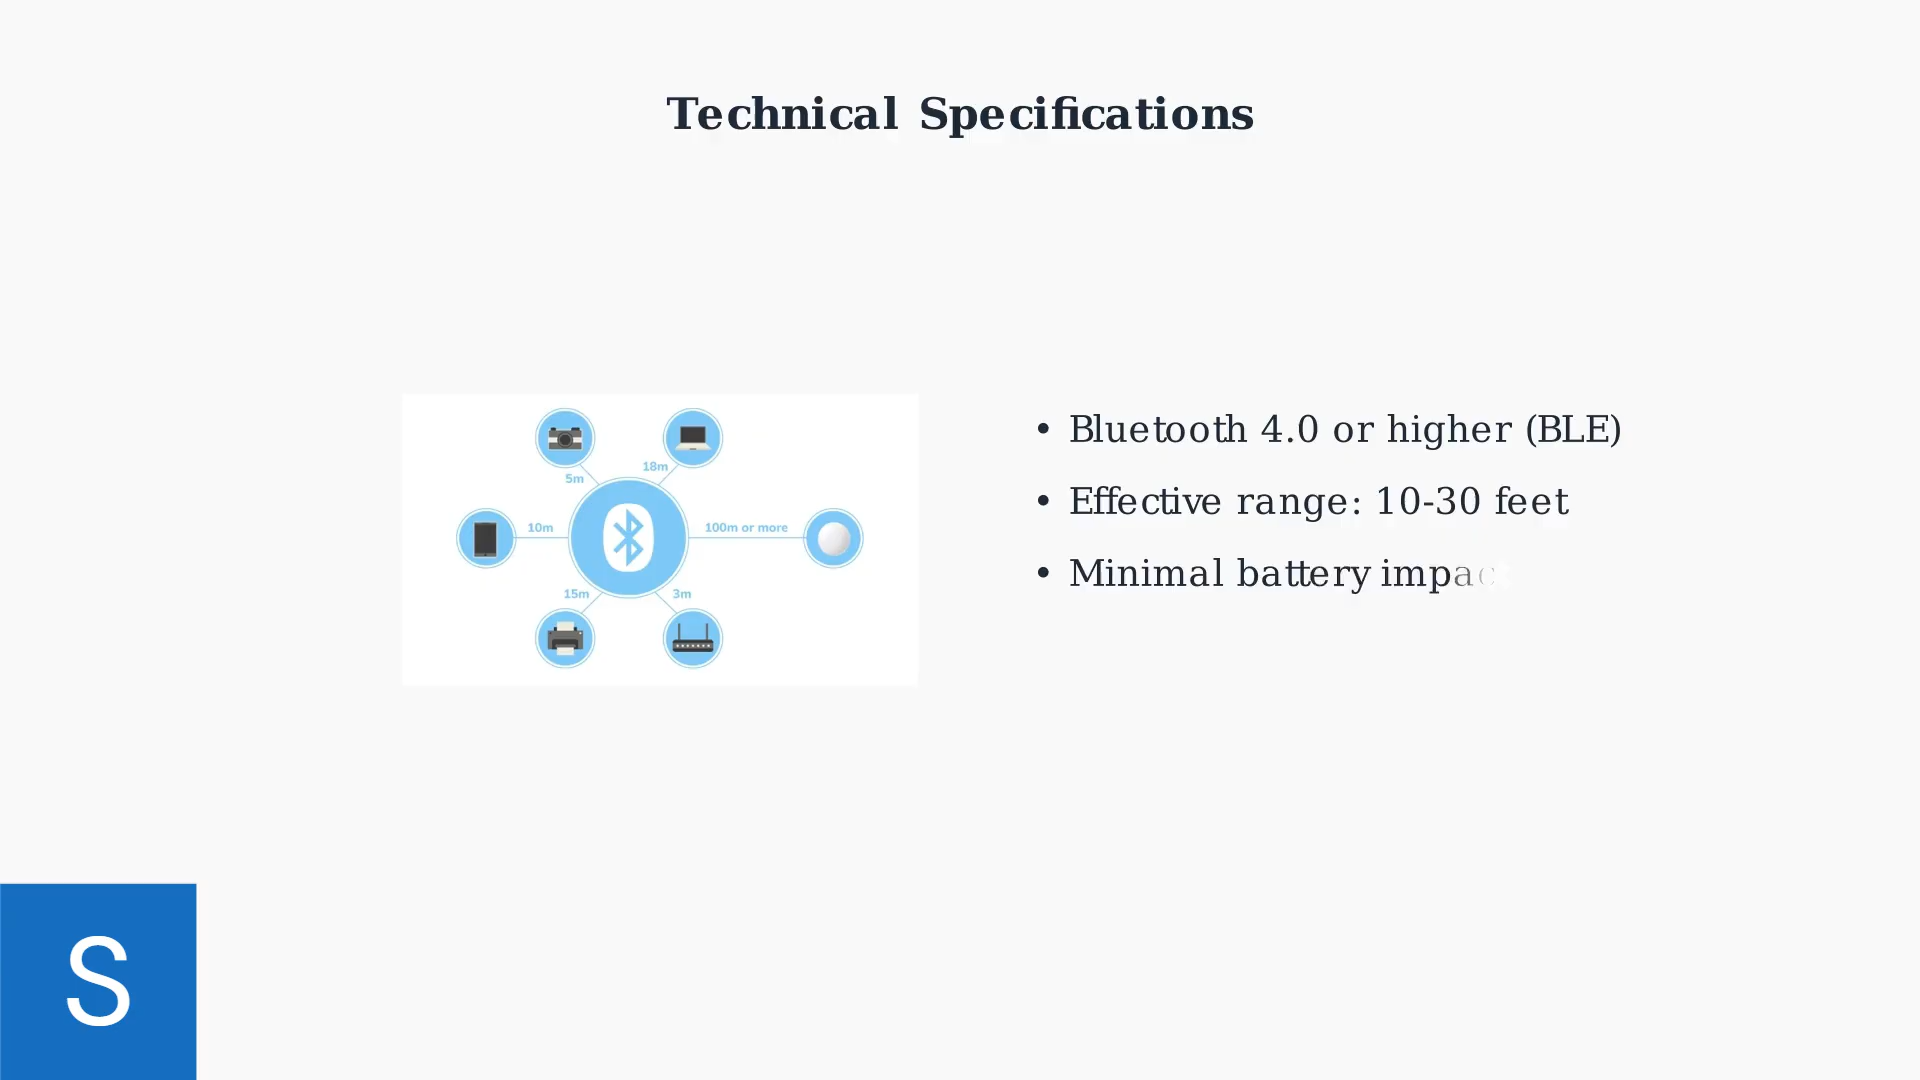 Technical Specifications
5m
18m
10m
100m or more
15m
3m
• Bluetooth 4.0 or higher (BLE)
• Effective range: 10-30 feet
• Minimal battery impac
S